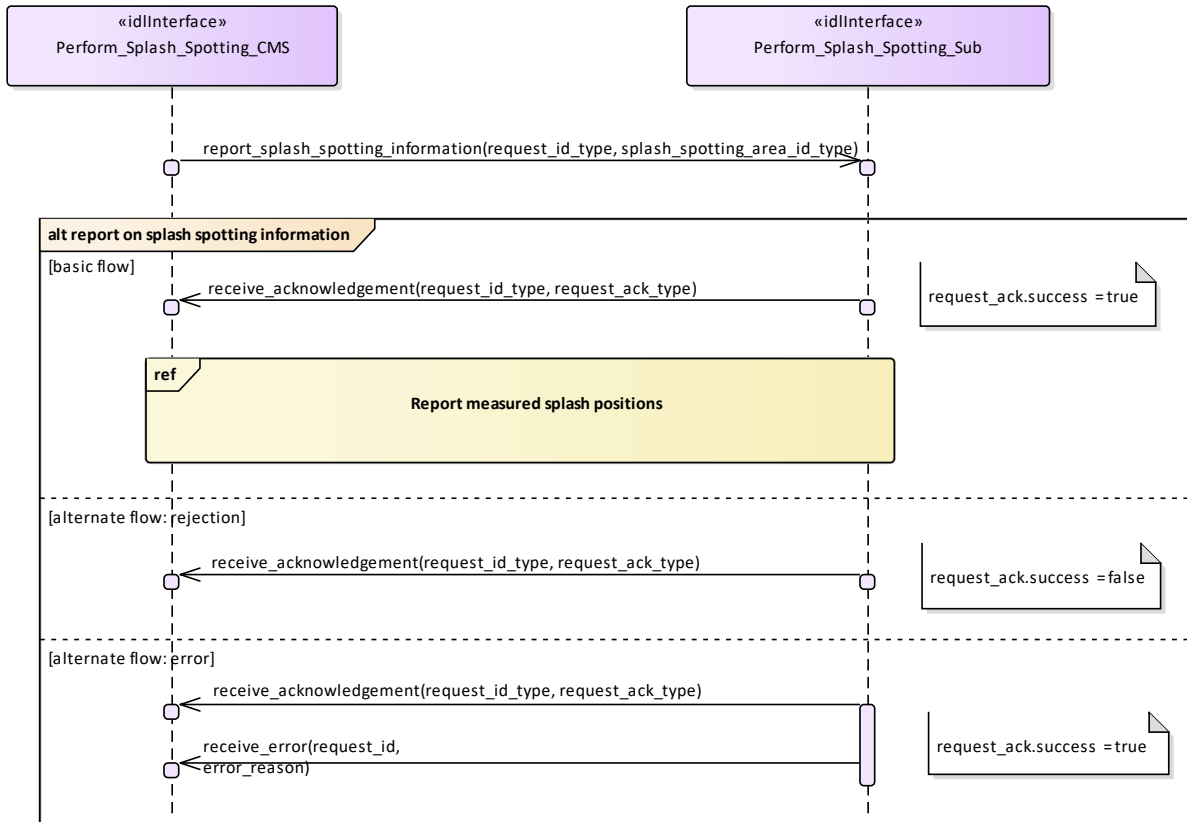 «idlInterface»
Perform_Splash_Spotting_CMS
«idlInterface»
Perform_Splash_Spotting_Sub
report_splash_spotting_information(request_id_type, splash_spotting_area_id_type)
alt report on splash spotting information
[basic flow]
receive_acknowledgement(request_id_type, request_ack_type)
request_ack.success = true
ref
Report measured splash positions
[alternate flow: rejection]
receive_acknowledgement(request_id_type, request_ack_type)
request_ack.success = false
[alternate flow: error]
receive_acknowledgement(request_id_type, request_ack_type)
receive_error(request_id,
error_reason)
request_ack.success = true